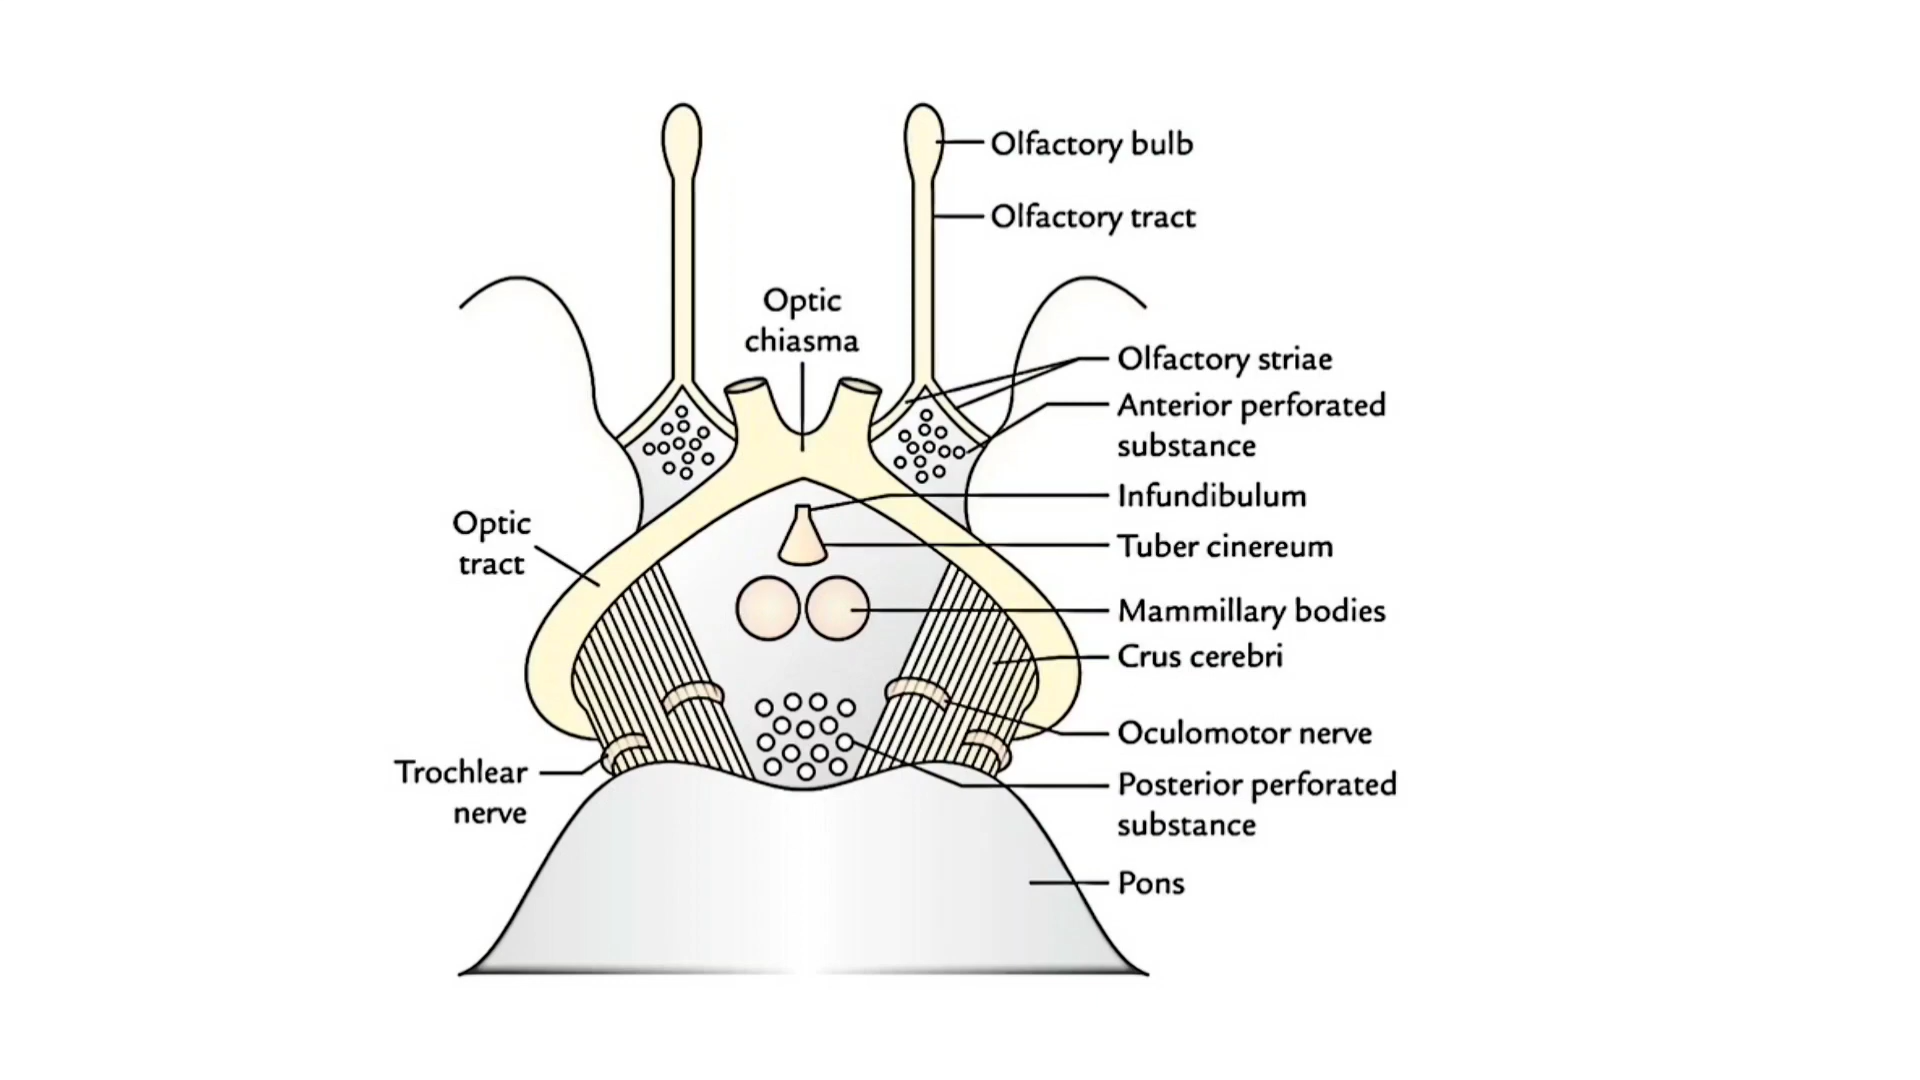 Olfactory bulb
Olfactory tract
Optic
chiasma
Olfactory striae
Anterior perforated
substance
Infundibulum
Optic
tract
Tuber cinereum
Mammillary bodies
Crus cerebri
Oculomotor nerve
Trochlear
nerve
Posterior perforated
substance
Pons